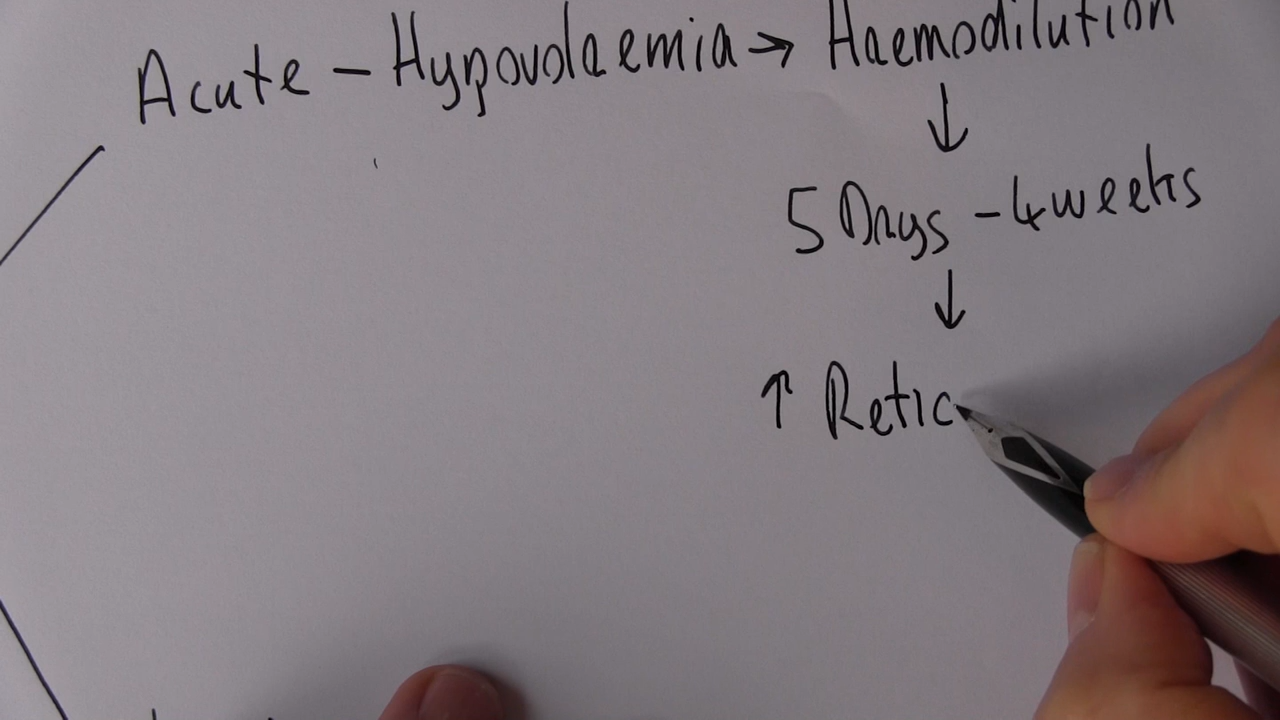 Acute - Hypovolaemia → Haemodilution
↓
5 Days - 4 weeks
↓
↑ Retic